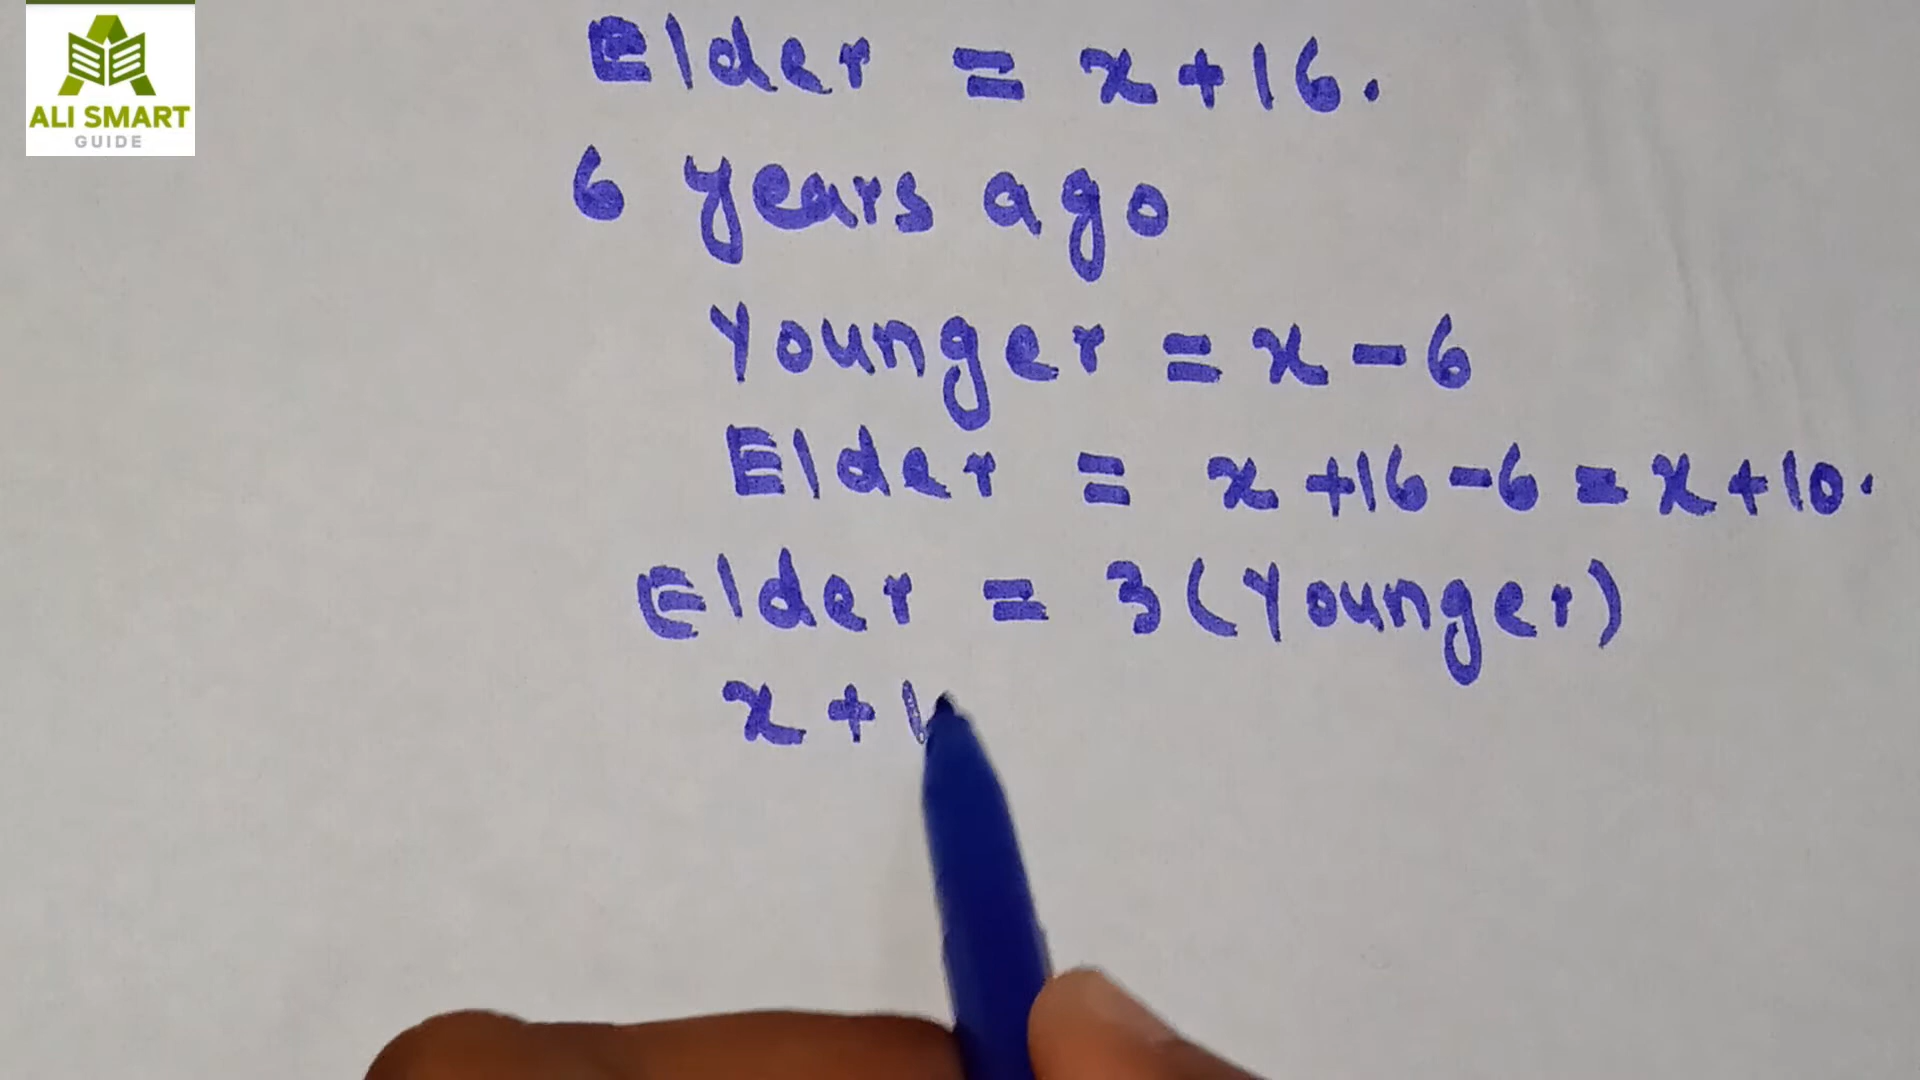 ALI SMART
GUIDE
Elder = x+16.
6 years ago
Younger = x-6
Elder = x+16-6 = x+10.
Elder = 3(Younger)
x+1